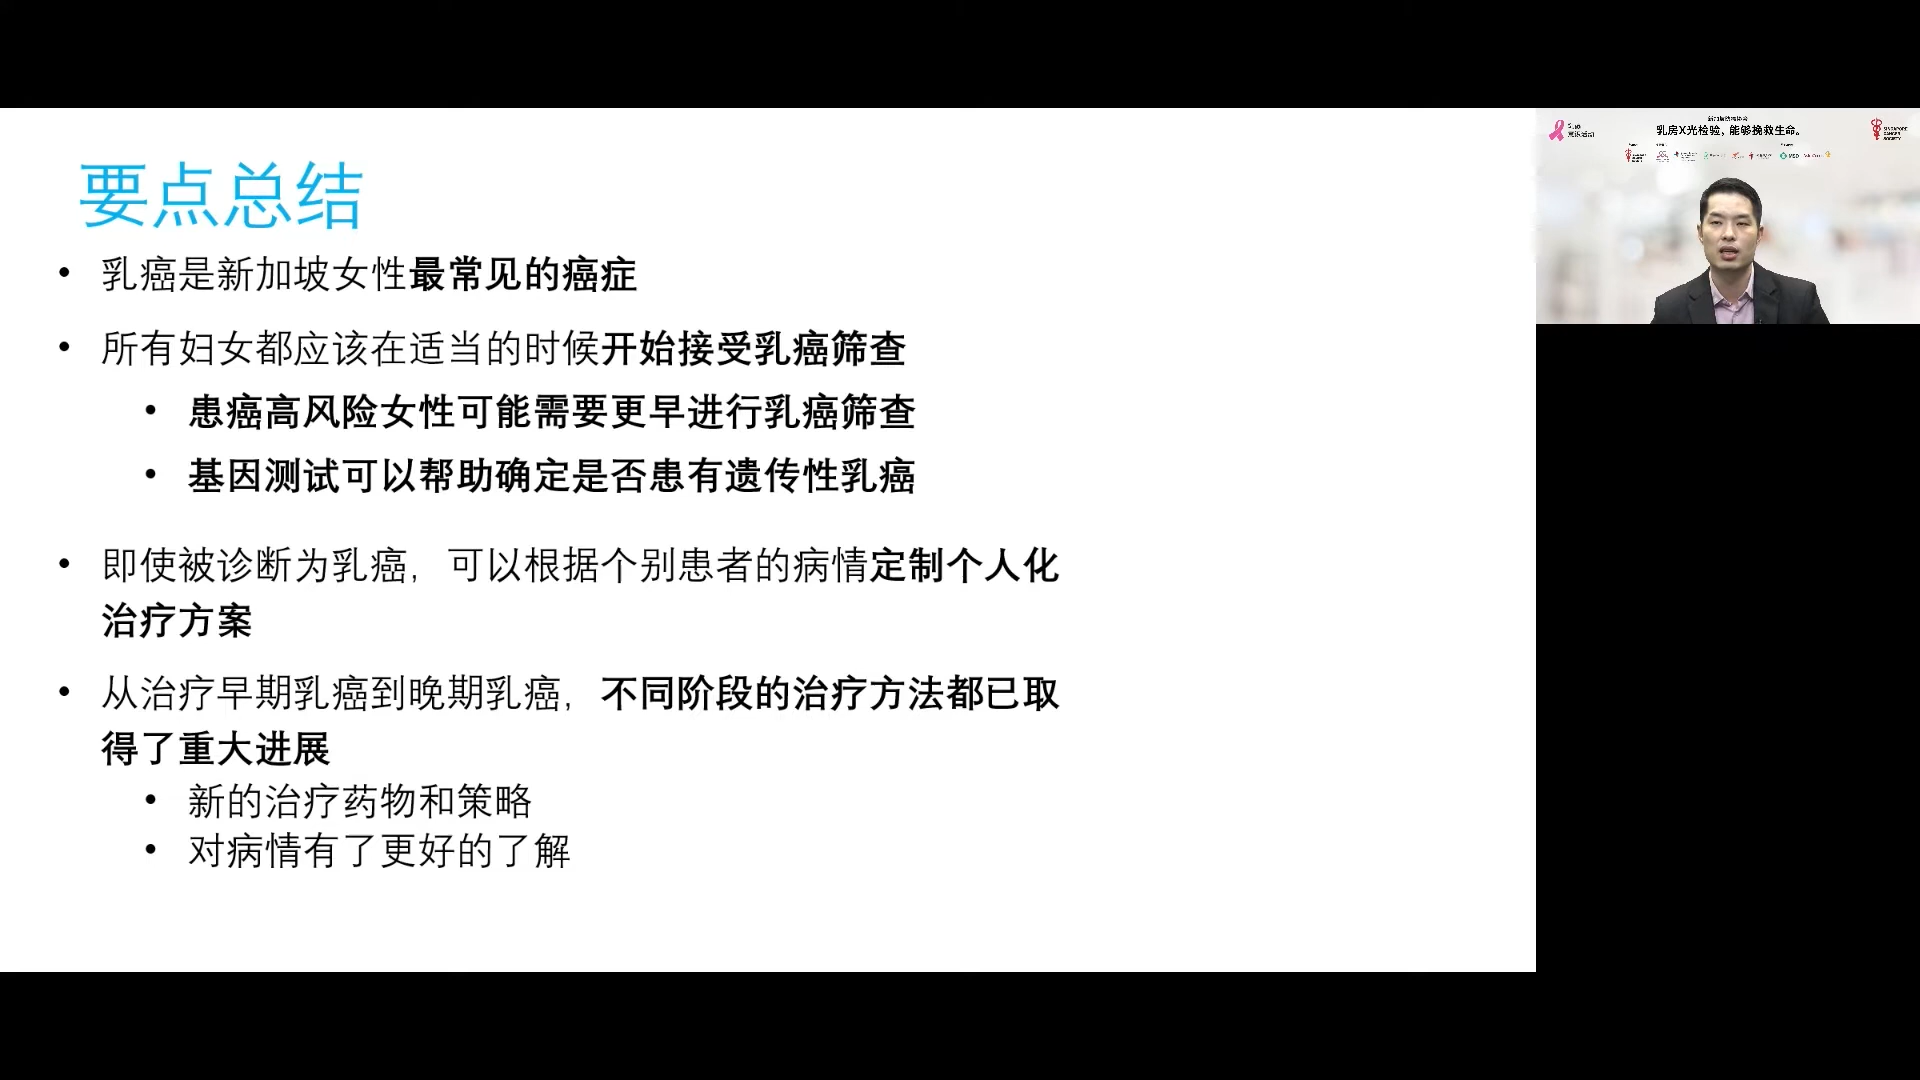 要点总结
• 乳癌是新加坡女性最常见的癌症
• 所有妇女都应该在适当的时候开始接受乳癌筛查
• 患癌高风险女性可能需要更早进行乳癌筛查
• 基因测试可以帮助确定是否患有遗传性乳癌
• 即使被诊断为乳癌，可以根据个别患者的病情定制个人化
治疗方案
• 从治疗早期乳癌到晚期乳癌，不同阶段的治疗方法都已取
得了重大进展
• 新的治疗药物和策略
• 对病情有了更好的了解
乳房X光检验，能够挽救生命。
SINGAPORE
CANCER
SOCIETY
MSD